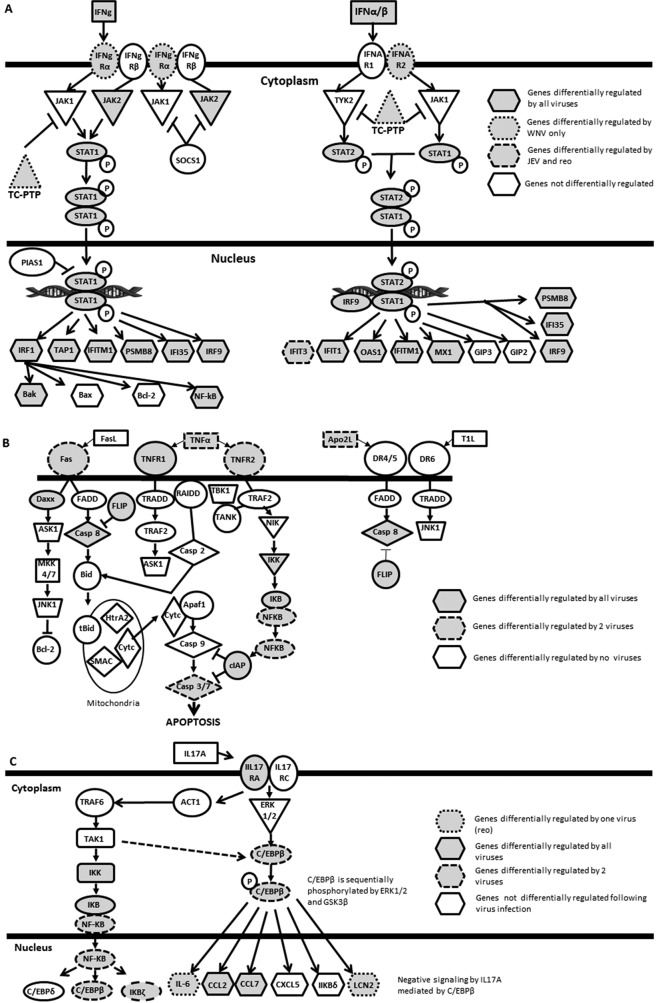 A
IFNg
IFNα/β
IFNg Rα
IFNg Rβ
IFNg Rα
IFNg Rβ
IFNA R1
IFNA R2
Cytoplasm
JAK1
JAK2
JAK1
JAK2
TYK2
JAK1
TC-PTP
Genes differentially regulated
by all viruses
Genes differentially regulated by
WNV only
Genes differentially regulated by
JEV and reo
Genes not differentially regulated
STAT1
P
SOCS1
STAT2
P
STAT1
P
TC-PTP
STAT1
P
STAT1
P
STAT2
P
STAT1
P
Nucleus
PIAS1
STAT1
P
STAT1
P
STAT2
P
IRF9
STAT1
P
PSMB8
IFI35
IRF1
TAP1
IFITM1
PSMB8
IFI35
IRF9
IFIT3
IFIT1
OAS1
IFITM1
MX1
GIP3
GIP2
IRF9
Bak
Bax
Bcl-2
NF-kB
B
FasL
TNFα
Apo2L
T1L
Fas
TNFR1
TNFR2
DR4/5
DR6
Daxx
FADD
FLIP
TRADD
RAIDD
TBK1
TRAF2
TANK
FADD
TRADD
ASK1
Casp 8
TRAF2
NIK
Casp 8
JNK1
MKK 4/7
Bid
ASK1
Casp 2
IKK
FLIP
JNK1
tBid
HtrA2
Cytc
Apaf1
IKB
NFKB
Bcl-2
SMAC
Cytc
Casp 9
NFKB
cIAP
Mitochondria
Casp 3/7
APOPTOSIS
Genes differentially regulated by all viruses
Genes differentially regulated by 2 viruses
Genes differentially regulated by no viruses
C
IL17A
IIL17 RA
IL17 RC
Cytoplasm
TRAF6
ACT1
ERK 1/2
TAK1
C/EBPβ
IKK
P
C/EBPβ
C/EBPβ is sequentially
phosphorylated by ERK1/2
and GSK3β
IKB
NF-KB
Genes differentially regulated by one virus
(reo)
Genes differentially regulated by all
viruses
Genes differentially regulated by 2
viruses
Genes not differentially regulated following
virus infection
Nucleus
NF-KB
C/EBPδ
C/EBPβ
IKBζ
IL-6
CCL2
CCL7
CXCL5
IIKBδ
LCN2
Negative signaling by IL17A
mediated by C/EBPβ